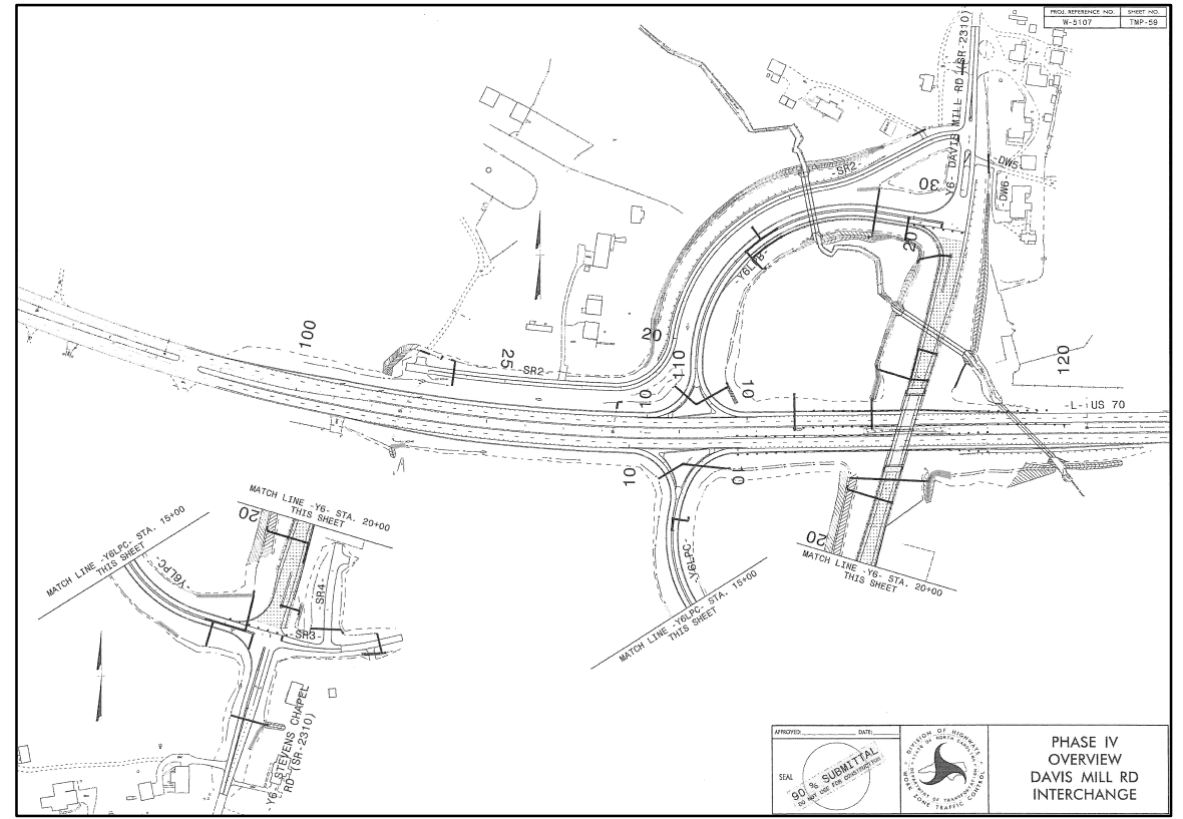 PROJ. REFERENCE NO.
SHEET NO.
W-5107
TMP-59
Y6- DAVIS MILL RD (SR-2310)
-DW5-
-DW6-
-SR2-
30
20
-Y6LPB-
20
100
25
-SR2-
110
10
10
120
-L- US 70
10
10
-Y6LPC-
20
MATCH LINE -Y6- STA. 20+00
THIS SHEET
MATCH LINE -Y6LPC- STA. 15+00
THIS SHEET
MATCH LINE -Y6- STA. 20+00
THIS SHEET
20
MATCH LINE -Y6LPC- STA. 15+00
THIS SHEET
-Y6LPC-
-SR4-
-SR3-
-Y6- STEVENS CHAPEL
RD (SR-2310)
APPROVED:
DATE:
SEAL
90 % SUBMITTAL
DO NOT USE FOR CONSTRUCTION
DIVISION OF HIGHWAYS
STATE OF NORTH CAROLINA
DEPARTMENT OF TRANSPORTATION
WORK ZONE TRAFFIC CONTROL
PHASE IV
OVERVIEW
DAVIS MILL RD
INTERCHANGE